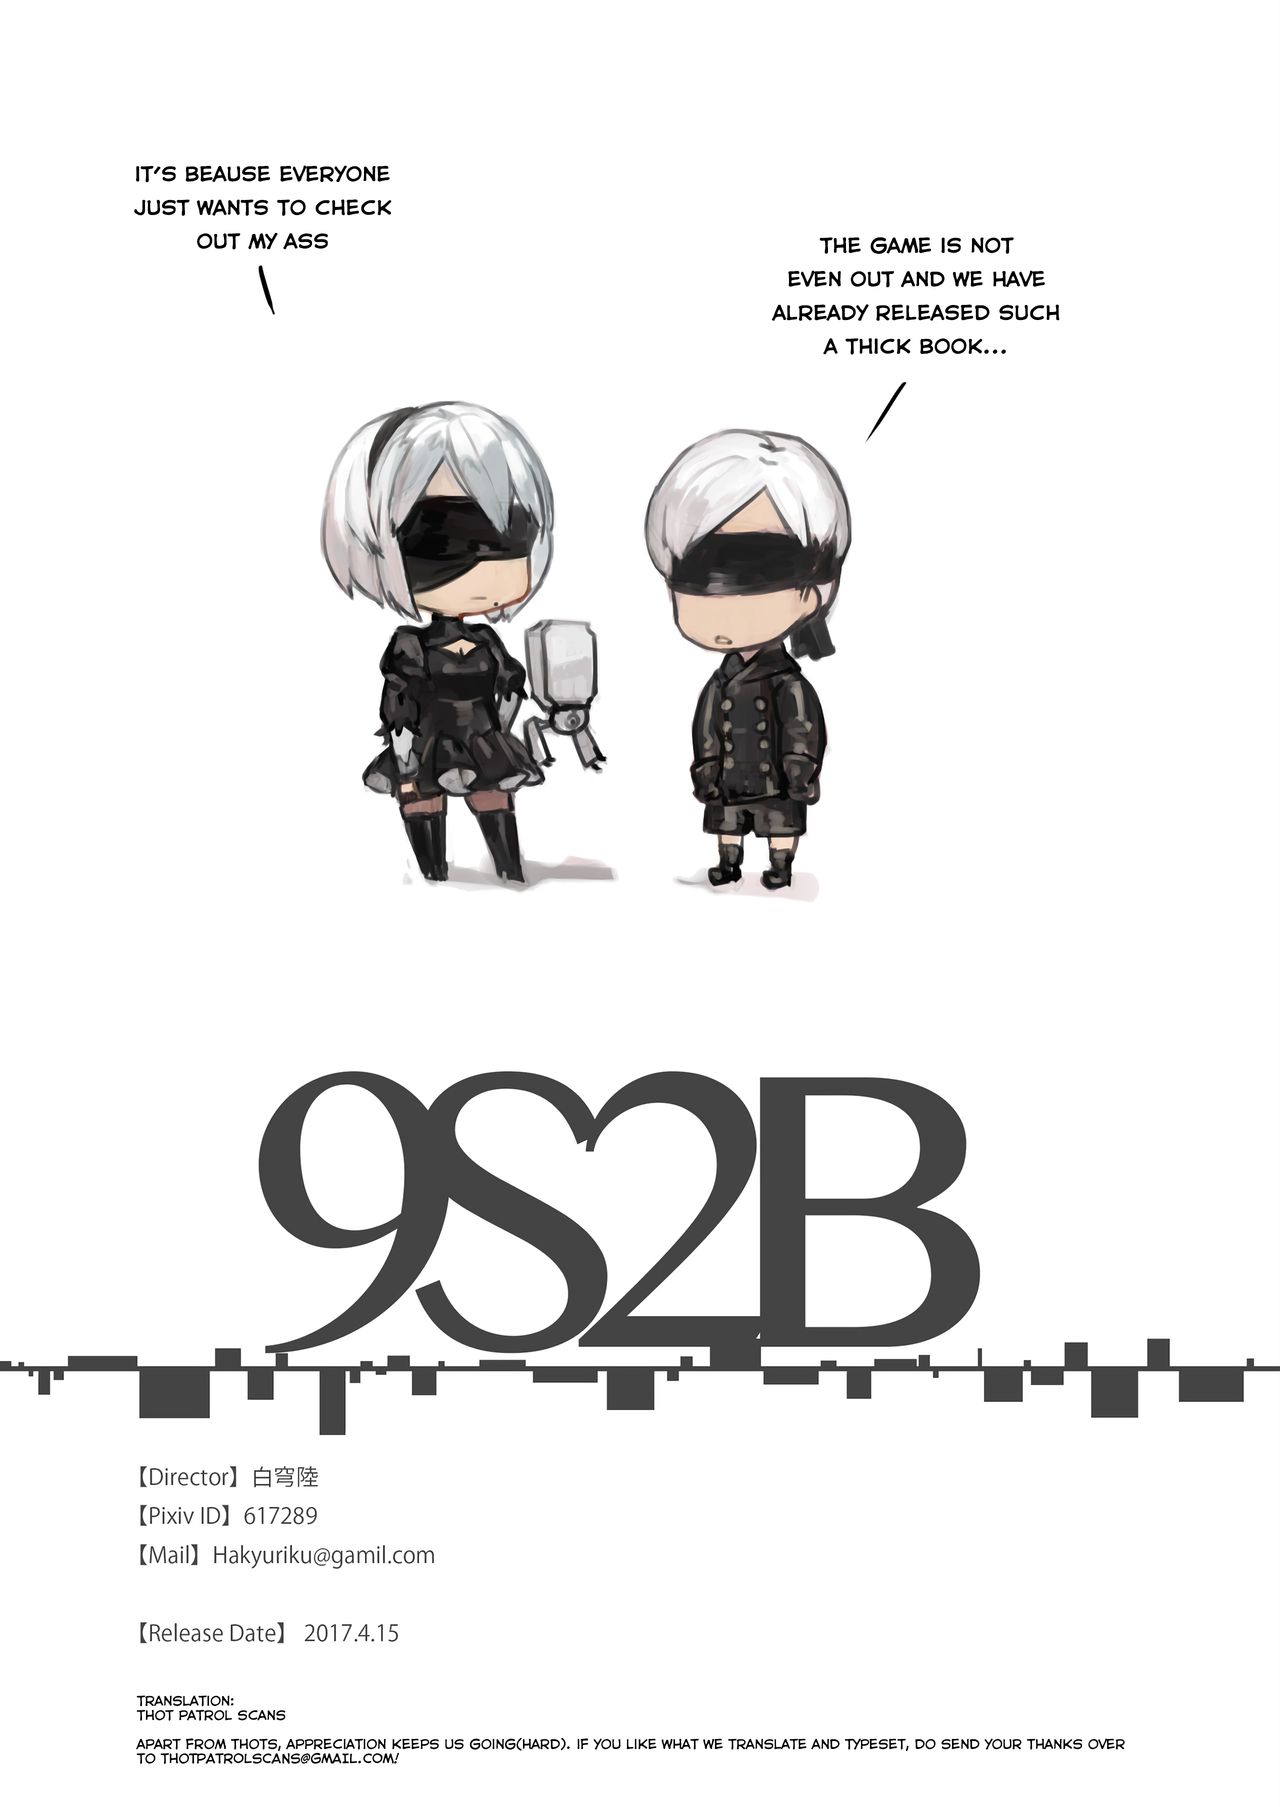 IT'S BEAUSE EVERYONE
JUST WANTS TO CHECK
OUT MY ASS
THE GAME IS NOT
EVEN OUT AND WE HAVE
ALREADY RELEASED SUCH
A THICK BOOK...
9S2B
【Director】白穹陸
【Pixiv ID】617289
【Mail】Hakyuriku@gamil.com
【Release Date】 2017.4.15
TRANSLATION:
THOT PATROL SCANS
APART FROM THOTS, APPRECIATION KEEPS US GOING(HARD). IF YOU LIKE WHAT WE TRANSLATE AND TYPESET, DO SEND YOUR THANKS OVER
TO THOTPATROLSCANS@GMAIL.COM!